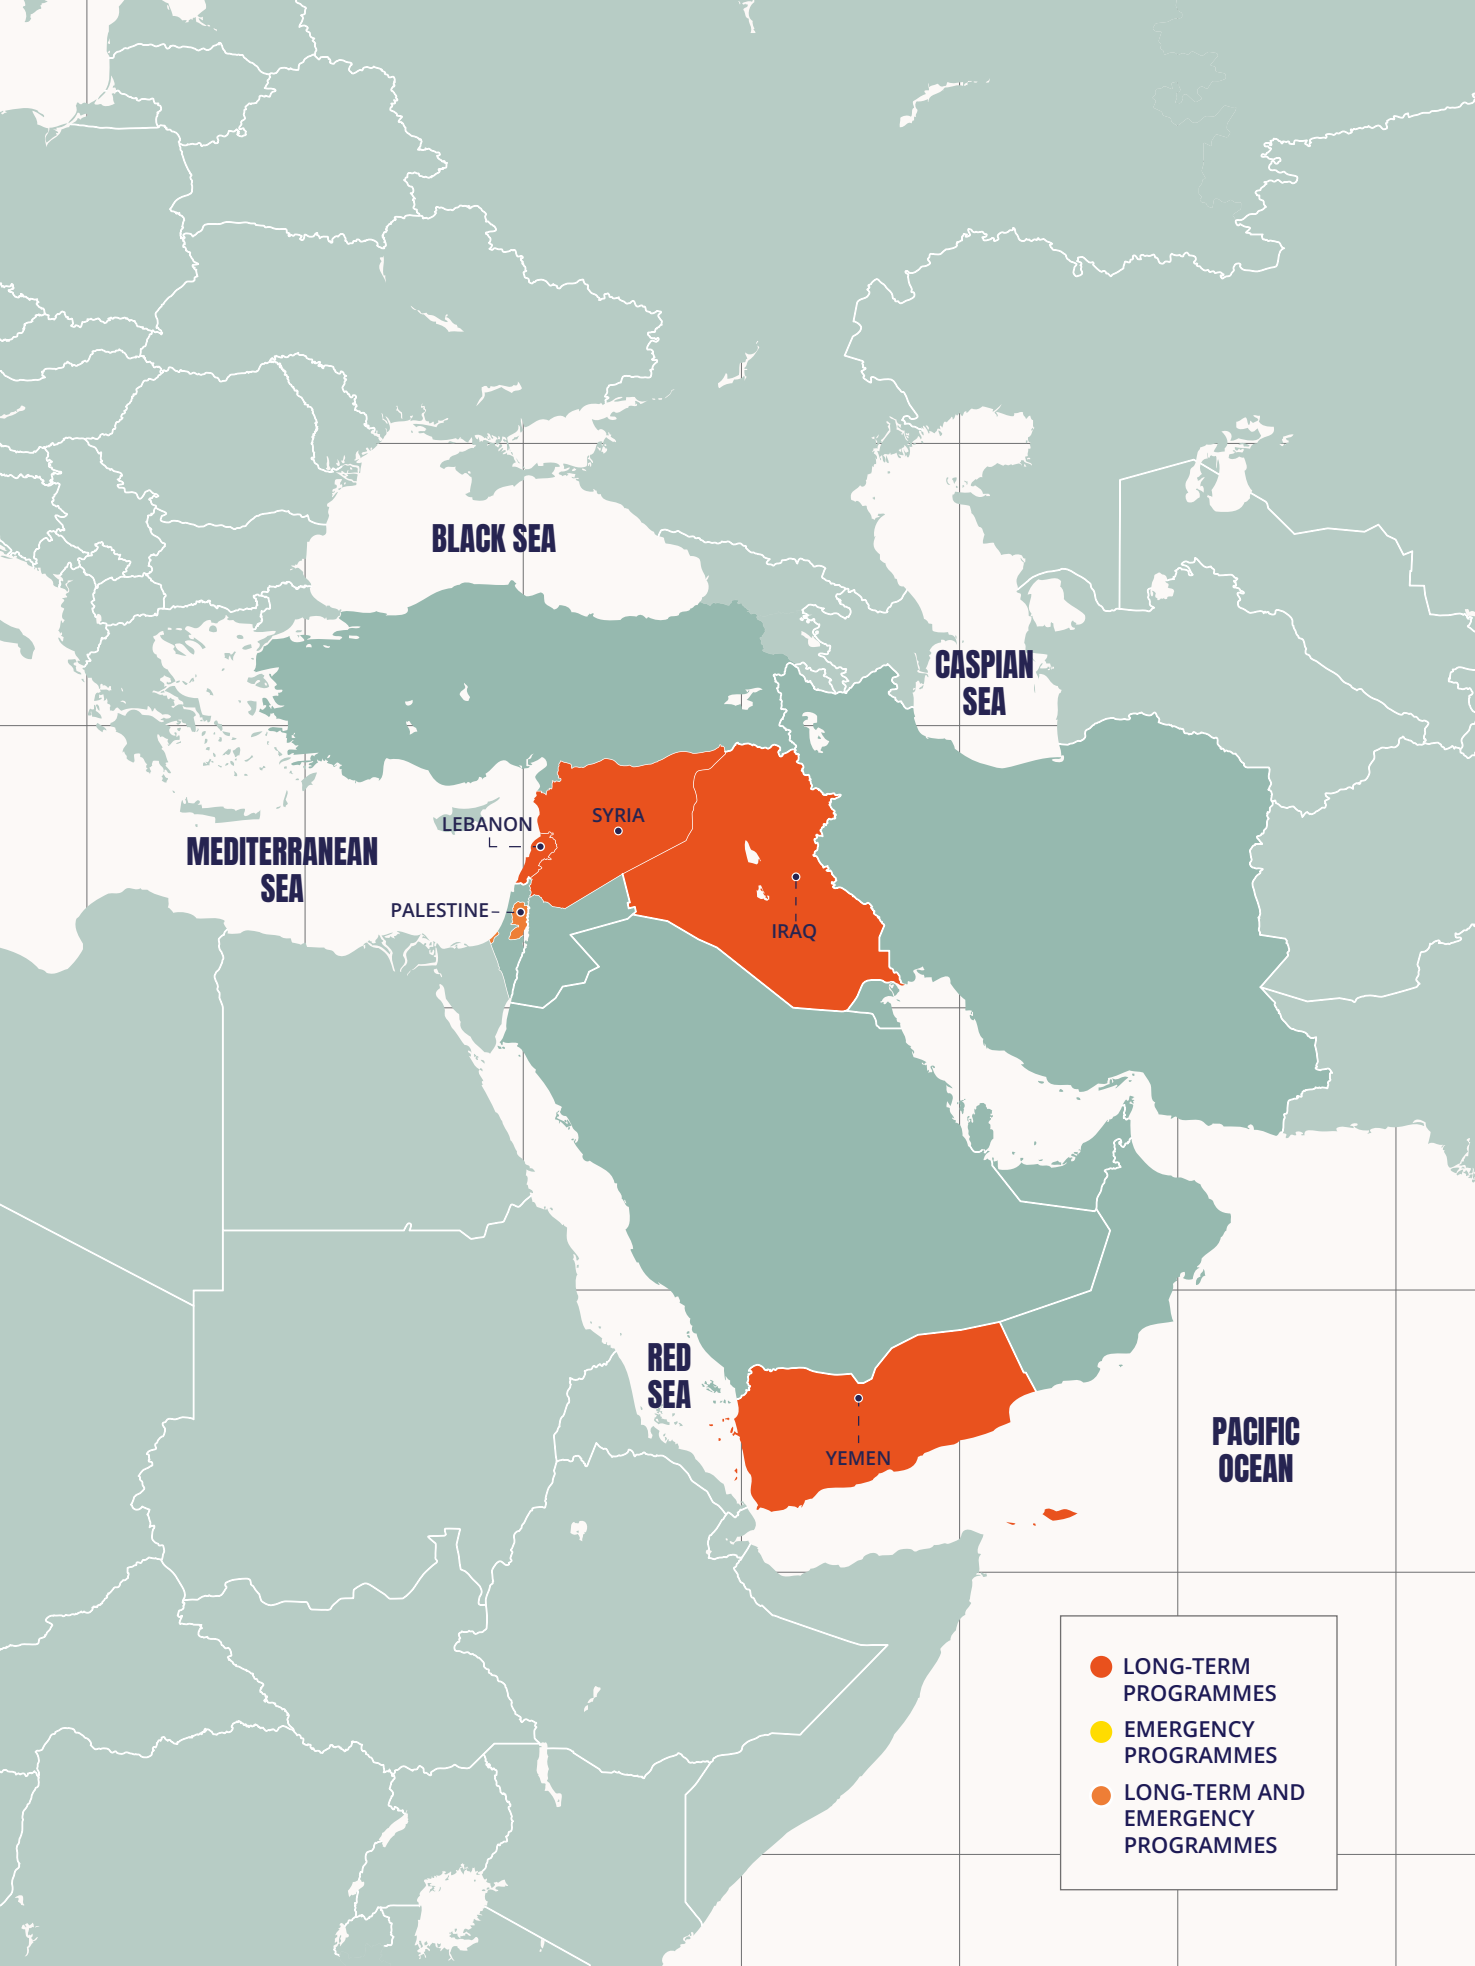 BLACK SEA
CASPIAN
SEA
SYRIA
LEBANON
MEDITERRANEAN
SEA
PALESTINE
IRAQ
RED
SEA
PACIFIC
OCEAN
YEMEN
LONG-TERM
PROGRAMMES
EMERGENCY
PROGRAMMES
LONG-TERM AND
EMERGENCY
PROGRAMMES